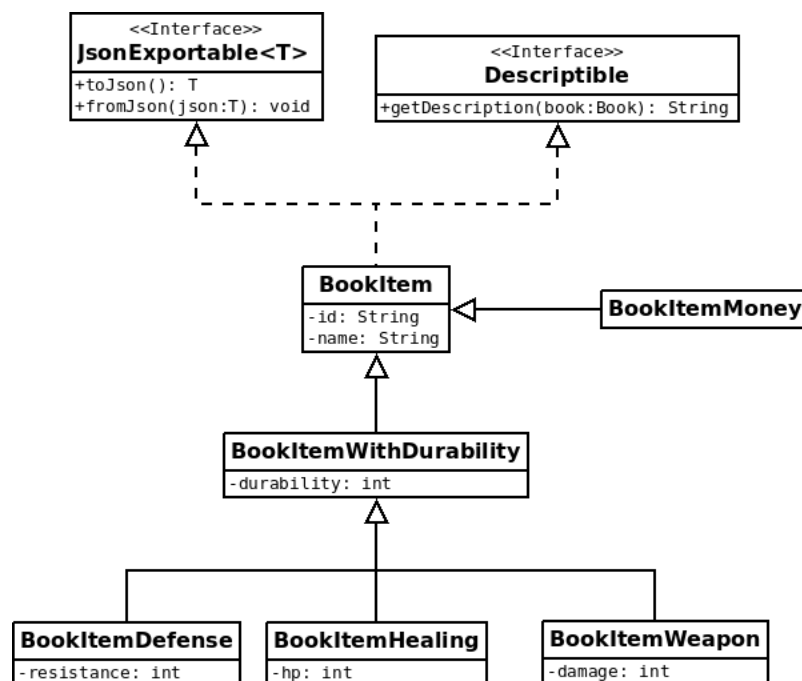 <<Interface>>
JsonExportable<T>
+toJson(): T
+fromJson(json:T): void
<<Interface>>
Descriptible
+getDescription(book:Book): String
BookItem
-id: String
-name: String
BookItemMoney
BookItemWithDurability
-durability: int
BookItemDefense
-resistance: int
BookItemHealing
-hp: int
BookItemWeapon
-damage: int